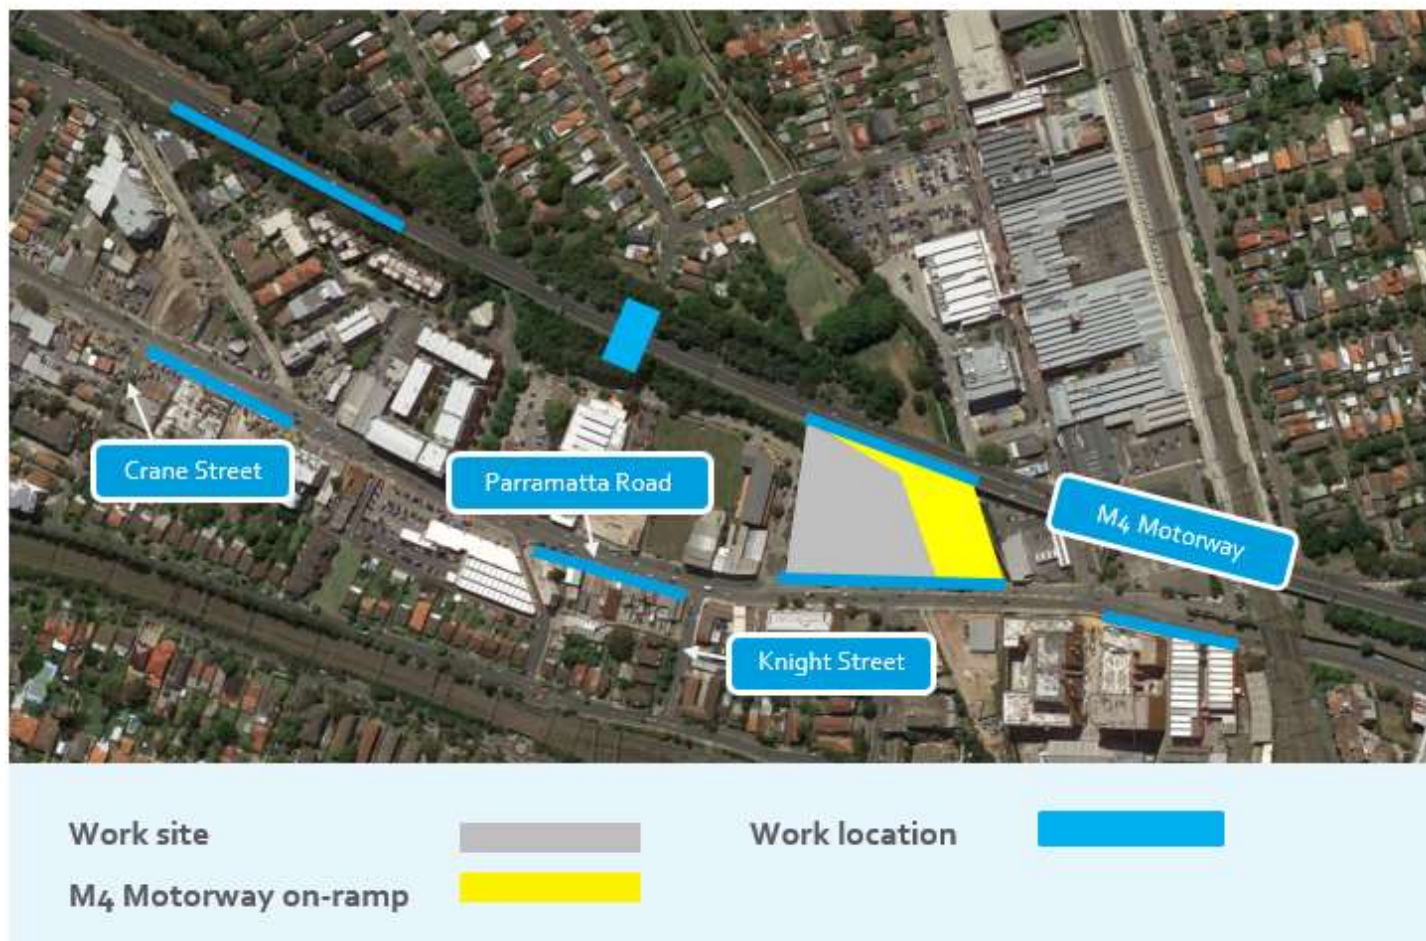 Crane Street
Parramatta Road
M4 Motorway
Knight Street
Work site
Work location
M4 Motorway on-ramp